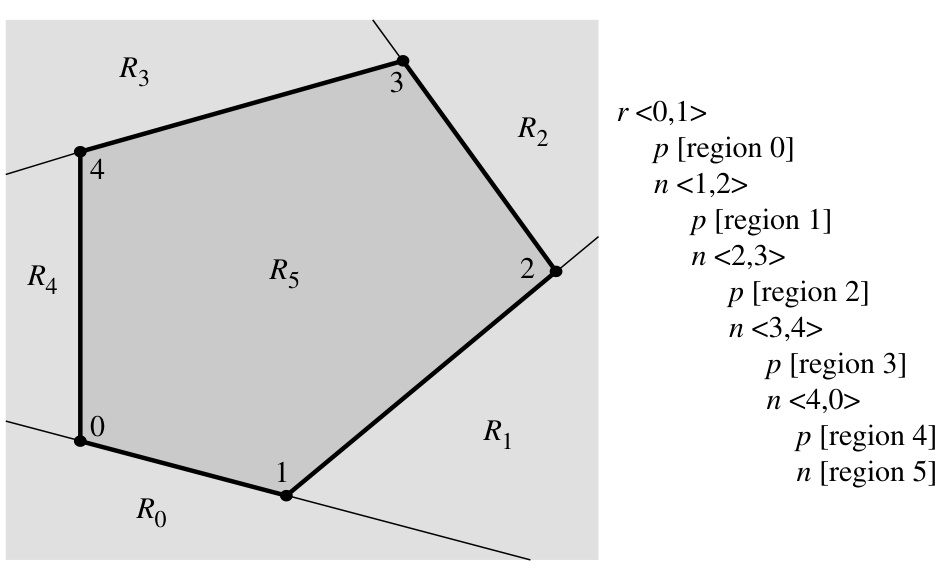 R3
3
R2
4
R4
R5
2
0
1
R1
R0
r <0,1>
p [region 0]
n <1,2>
p [region 1]
n <2,3>
p [region 2]
n <3,4>
p [region 3]
n <4,0>
p [region 4]
n [region 5]